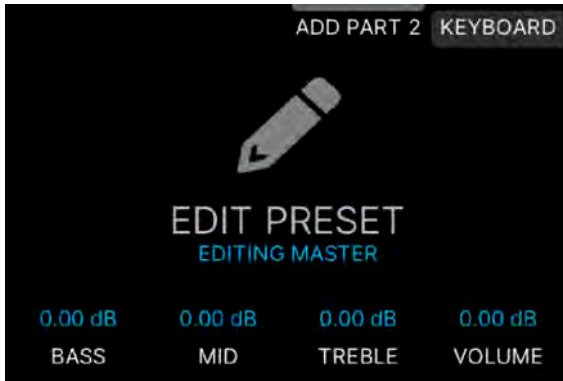 ADD PART 2 KEYBOARD
EDIT PRESET
EDITING MASTER
0.00 dB 0.00 dB 0.00 dB 0.00 dB
BASS MID TREBLE VOLUME